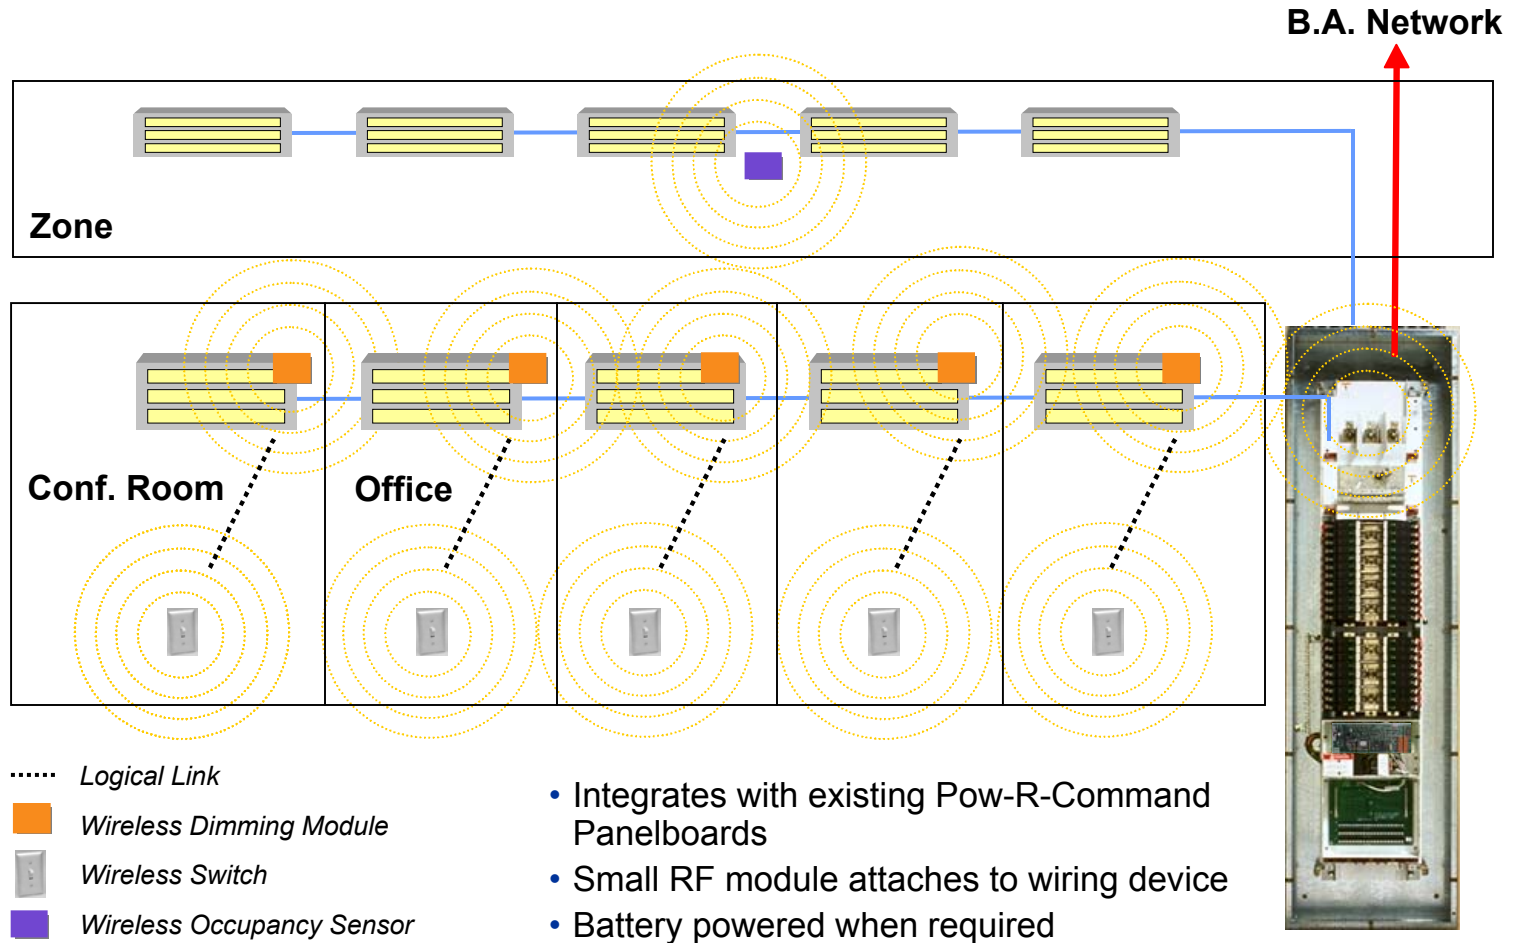 B.A. Network
Zone
Conf. Room
Office
Logical Link
Wireless Dimming Module
Wireless Switch
Wireless Occupancy Sensor
• Integrates with existing Pow-R-Command
Panelboards
• Small RF module attaches to wiring device
• Battery powered when required